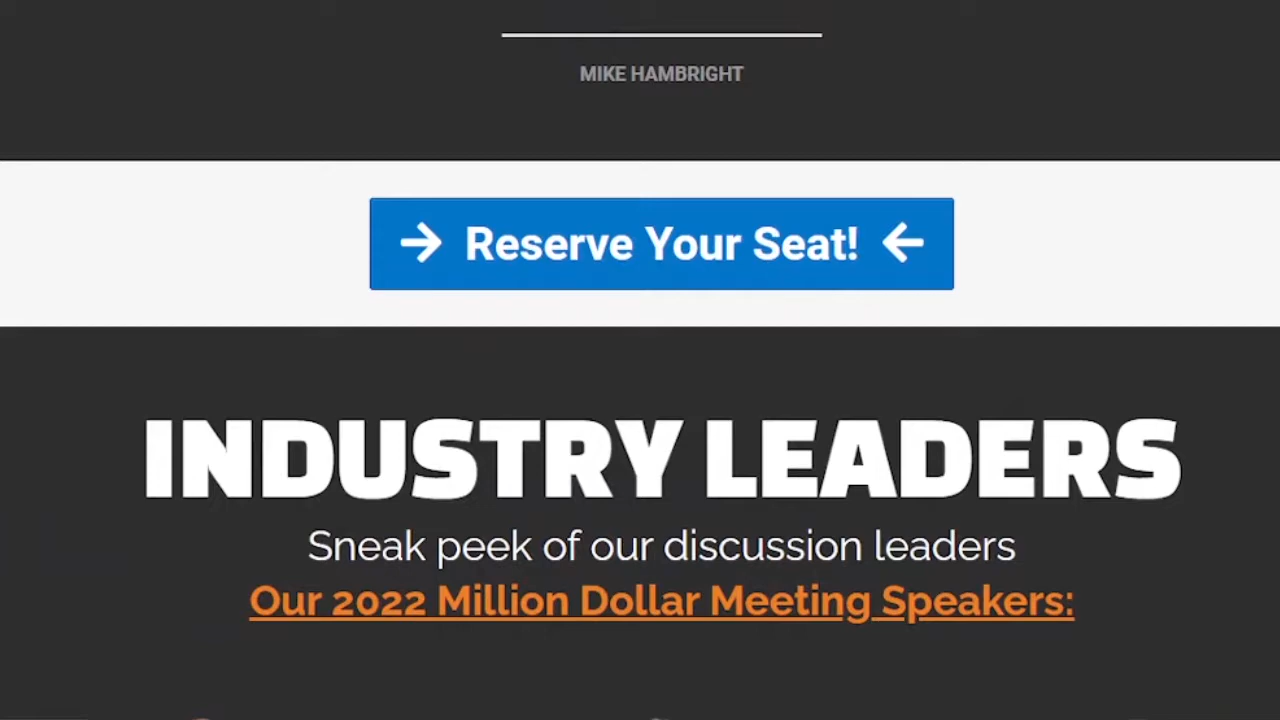 MIKE HAMBRIGHT
→ Reserve Your Seat! ←
INDUSTRY LEADERS
Sneak peek of our discussion leaders
Our 2022 Million Dollar Meeting Speakers: